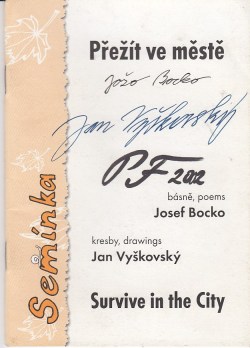 Přežít ve městě
Jožo Bocko
Jan Vyškovský
PF 2002
básně, poems
Josef Bocko
kresby, drawings
Jan Vyškovský
Survive in the City
Semínka